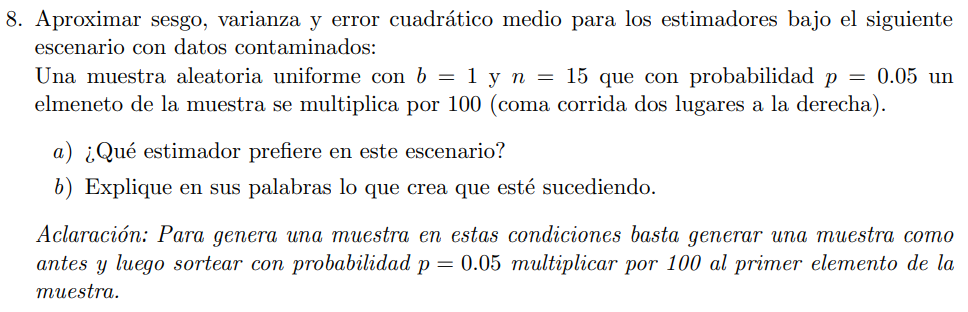 8. Aproximar sesgo, varianza y error cuadrático medio para los estimadores bajo el siguiente
escenario con datos contaminados:
Una muestra aleatoria uniforme con b = 1 y n = 15 que con probabilidad p = 0.05 un
elmeneto de la muestra se multiplica por 100 (coma corrida dos lugares a la derecha).
a) ¿Qué estimador prefiere en este escenario?
b) Explique en sus palabras lo que crea que esté sucediendo.
Aclaración: Para genera una muestra en estas condiciones basta generar una muestra como
antes y luego sortear con probabilidad p = 0.05 multiplicar por 100 al primer elemento de la
muestra.